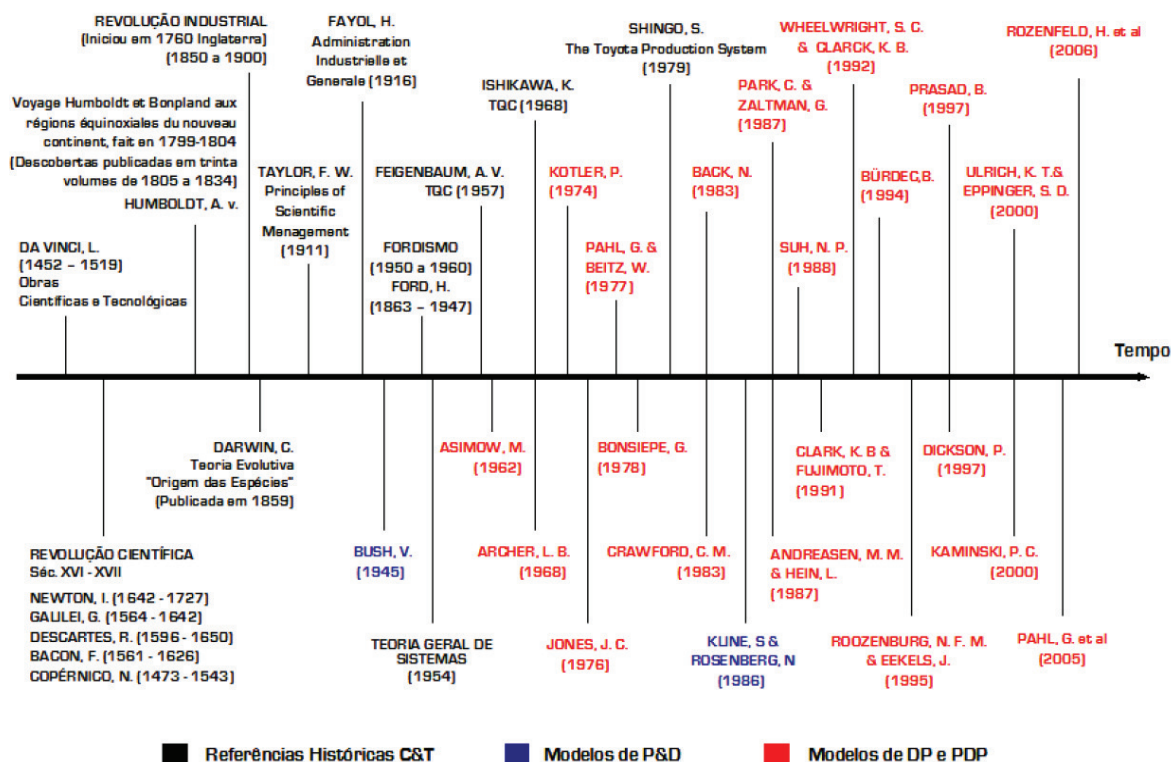 REVOLUÇÃO INDUSTRIAL
(Iniciou em 1760 Inglaterra)
(1850 a 1900)
FAYOL, H.
Administration
Industrielle et
Generale (1916)
SHINGO, S.
The Toyota Production System
(1979)
WHEELWRIGHT, S. C.
& CLARCK, K. B.
(1992)
ROZENFELD, H. et al
(2006)
Voyage Humboldt et Bonpland aux
régions équinoxiales du nouveau
continent, fait en 1799-1804
(Descobertas publicadas em trinta
volumes de 1805 a 1834)
HUMBOLDT, A. v.
ISHIKAWA, K.
TQC (1968)
PARK, C. &
ZALTMAN, G.
(1987)
PRASAD, B.
(1997)
TAYLOR, F. W.
Principles of
Scientific
Menagement
(1911)
FEIGENBAUM, A. V.
TQC (1957)
KOTLER, P.
(1974)
BACK, N.
(1983)
BÜRDEC,B.
(1994)
ULRICH, K. T.&
EPPINGER, S. D.
(2000)
DA VINCI, L.
(1452 – 1519)
Obras
Científicas e Tecnológicas
FORDISMO
(1950 a 1960)
FORD, H.
(1863 – 1947)
PAHL, G. &
BEITZ, W.
(1977)
SUH, N. P.
(1988)
Tempo
DARWIN, C.
Teoria Evolutiva
"Origem das Espécies"
(Publicada em 1859)
ASIMOW, M.
(1962)
BONSIEPE, G.
(1978)
CLARK, K. B &
FUJIMOTO, T.
(1991)
DICKSON, P.
(1997)
REVOLUÇÃO CIENTÍFICA
Séc. XVI - XVII
NEWTON, I. (1642 - 1727)
GALILEI, G. (1564 - 1642)
DESCARTES, R. (1596 - 1650)
BACON, F. (1561 - 1626)
COPÉRNICO, N. (1473 - 1543)
BUSH, V.
(1945)
ARCHER, L. B.
(1968)
CRAWFORD, C. M.
(1983)
ANDREASEN, M. M.
& HEIN, L.
(1987)
KAMINSKI, P. C.
(2000)
TEORIA GERAL DE
SISTEMAS
(1954)
JONES, J. C.
(1976)
KLINE, S &
ROSENBERG, N
(1986)
ROOZENBURG, N. F. M.
& EEKELS, J.
(1995)
PAHL, G. et al
(2005)
Referências Históricas C&T
Modelos de P&D
Modelos de DP e PDP